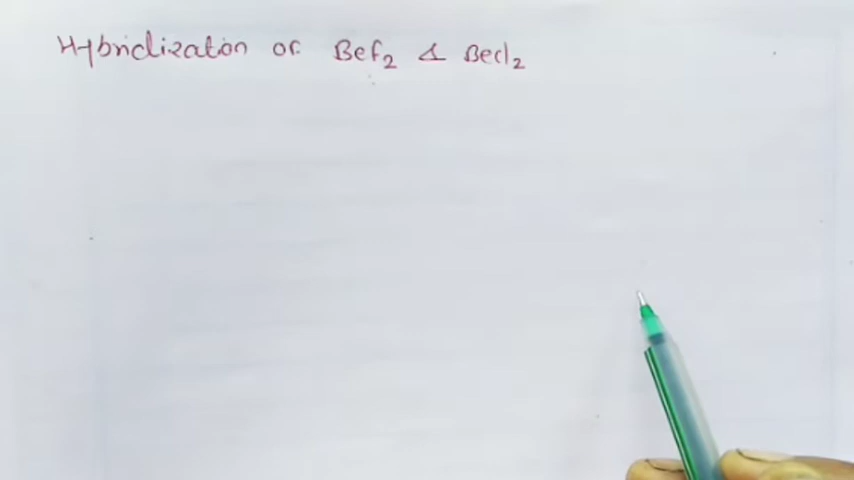 Hybridization of BeF₂ & BeCl₂